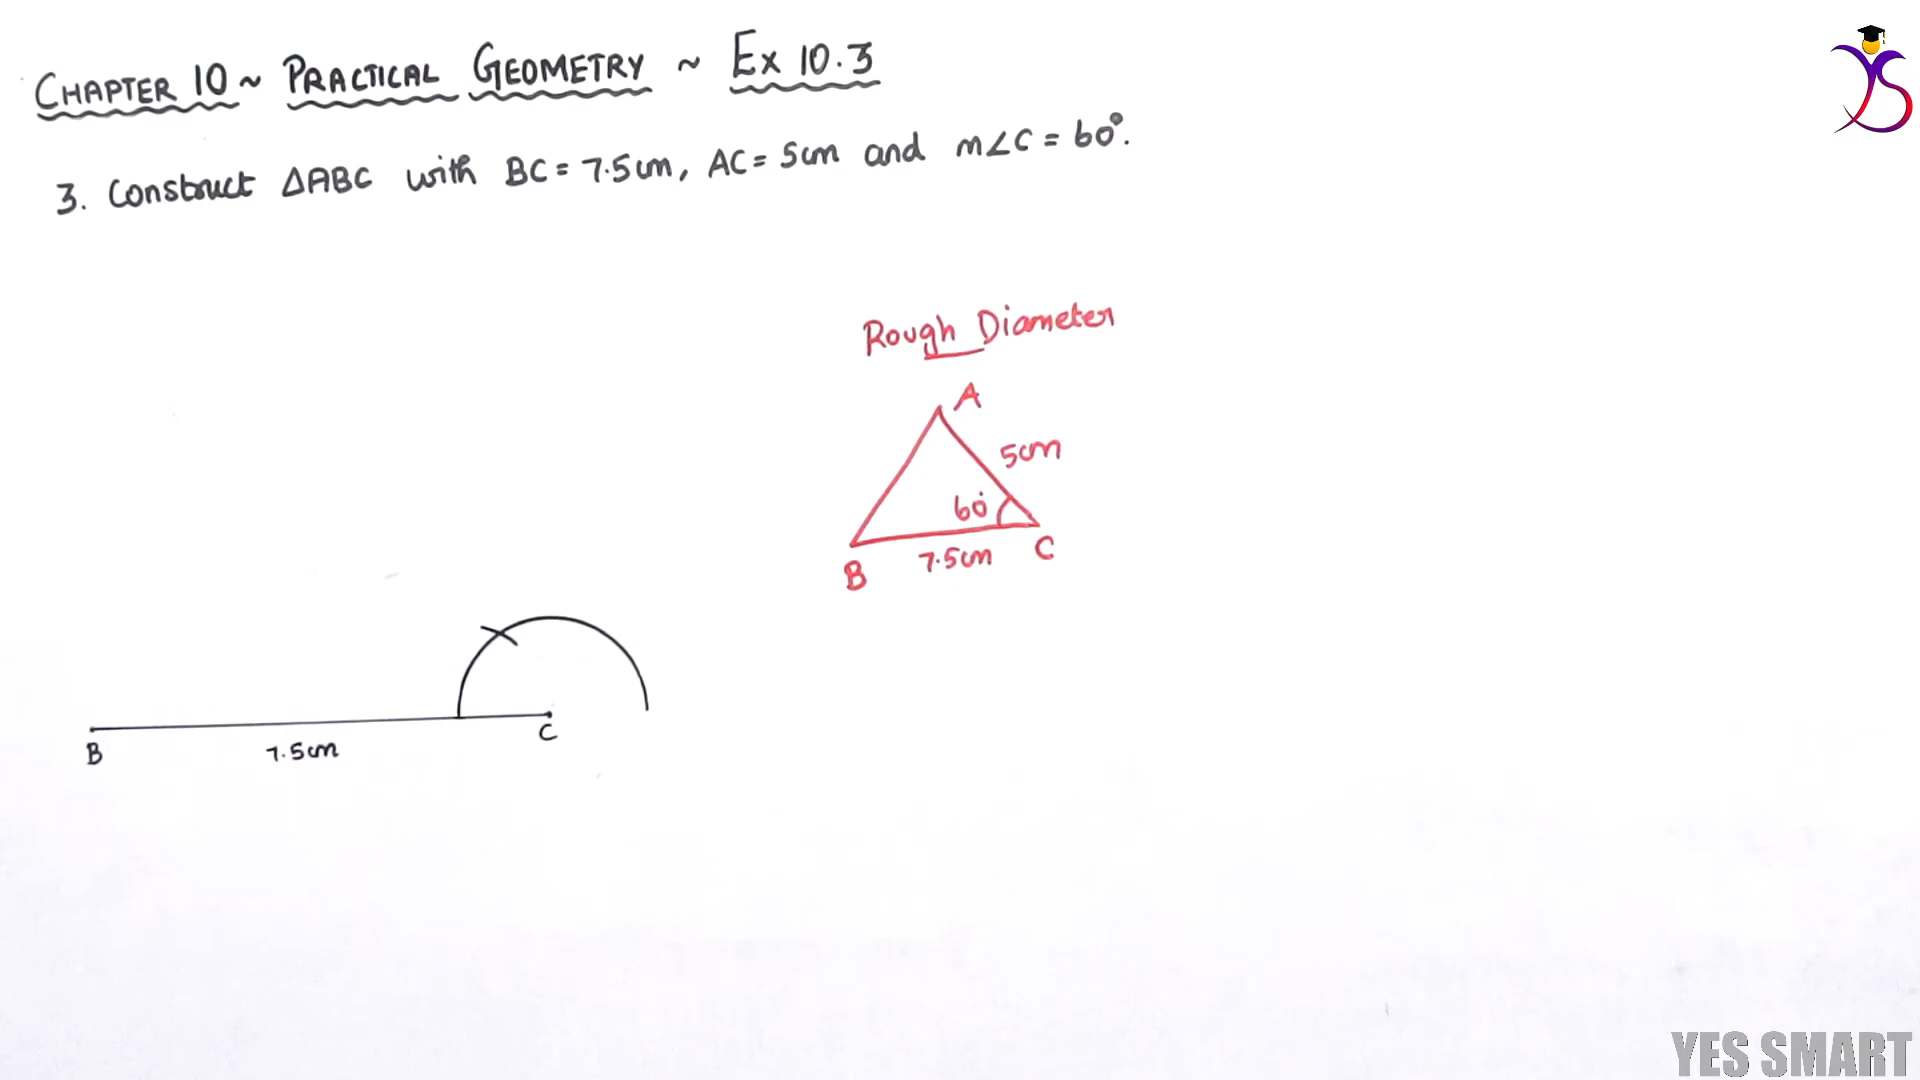 CHAPTER 10 ~ PRACTICAL GEOMETRY ~ EX 10.3
3. Construct ΔABC with BC = 7.5cm, AC = 5cm and m∠C = 60°.
Rough Diameter
A
5cm
60°
B 7.5cm C
B 7.5cm C
YES SMART